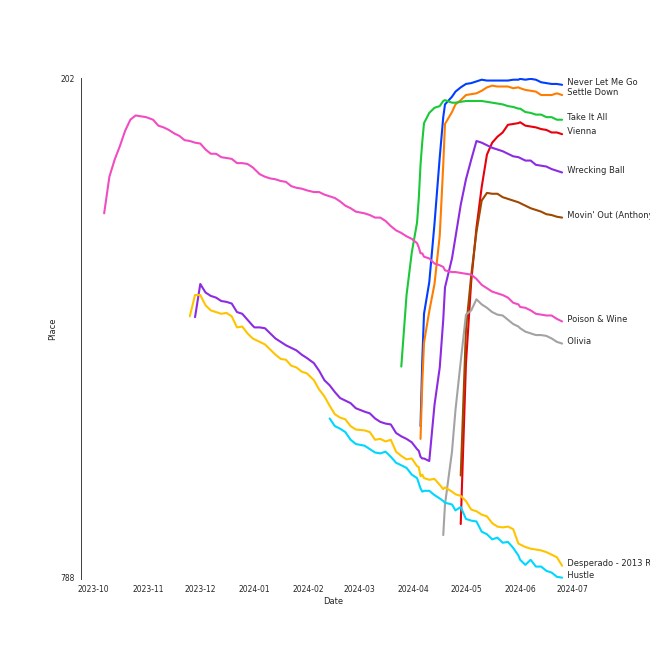 202
Never Let Me Go
Settle Down
Take It All
Vienna
Wrecking Ball
Movin' Out (Anthony
Poison & Wine
Olivia
Desperado - 2013 R
Hustle
788
Place
2023-10 2023-11 2023-12 2024-01 2024-02 2024-03 2024-04 2024-05 2024-06 2024-07
Date